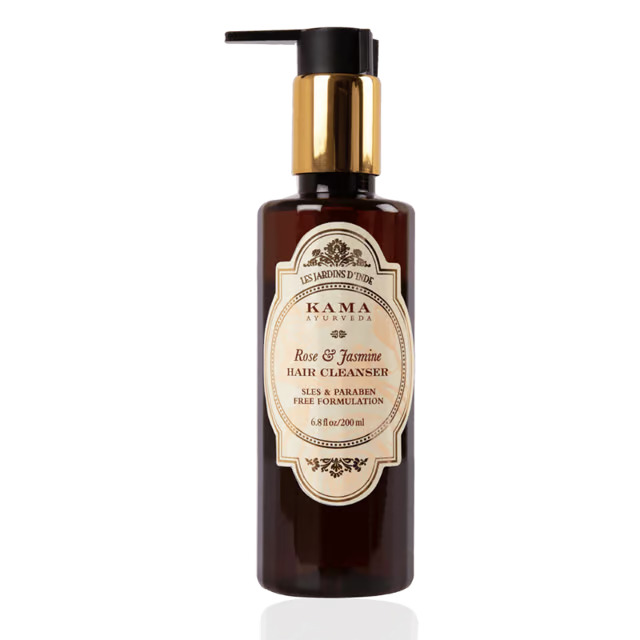 LES JARDINS D'INDE
KAMA
AYURVEDA
Rose & Jasmine
HAIR CLEANSER
SLES & PARABEN
FREE FORMULATION
6.8 fl oz/200 ml